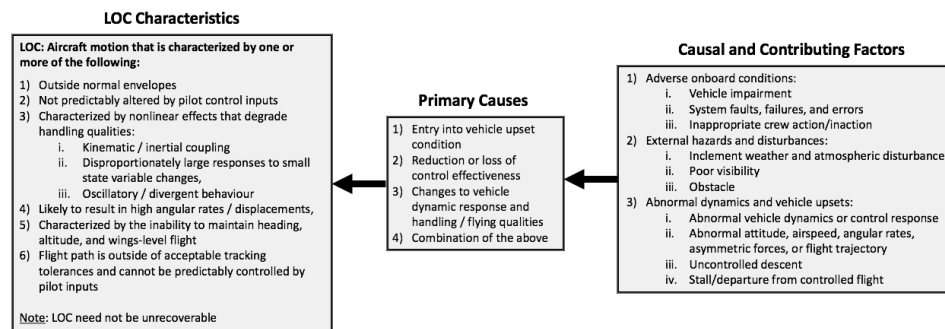 LOC Characteristics
LOC: Aircraft motion that is characterized by one or
more of the following:
1) Outside normal envelopes
2) Not predictably altered by pilot control inputs
3) Characterized by nonlinear effects that degrade
handling qualities:
i. Kinematic / inertial coupling
ii. Disproportionately large responses to small
state variable changes,
iii. Oscillatory / divergent behaviour
4) Likely to result in high angular rates / displacements,
5) Characterized by the inability to maintain heading,
altitude, and wings-level flight
6) Flight path is outside of acceptable tracking
tolerances and cannot be predictably controlled by
pilot inputs
Note: LOC need not be unrecoverable
Primary Causes
1) Entry into vehicle upset
condition
2) Reduction or loss of
control effectiveness
3) Changes to vehicle
dynamic response and
handling / flying qualities
4) Combination of the above
Causal and Contributing Factors
1) Adverse onboard conditions:
i. Vehicle impairment
ii. System faults, failures, and errors
iii. Inappropriate crew action/inaction
2) External hazards and disturbances:
i. Inclement weather and atmospheric disturbance
ii. Poor visibility
iii. Obstacle
3) Abnormal dynamics and vehicle upsets:
i. Abnormal vehicle dynamics or control response
ii. Abnormal attitude, airspeed, angular rates,
asymmetric forces, or flight trajectory
iii. Uncontrolled descent
iv. Stall/departure from controlled flight